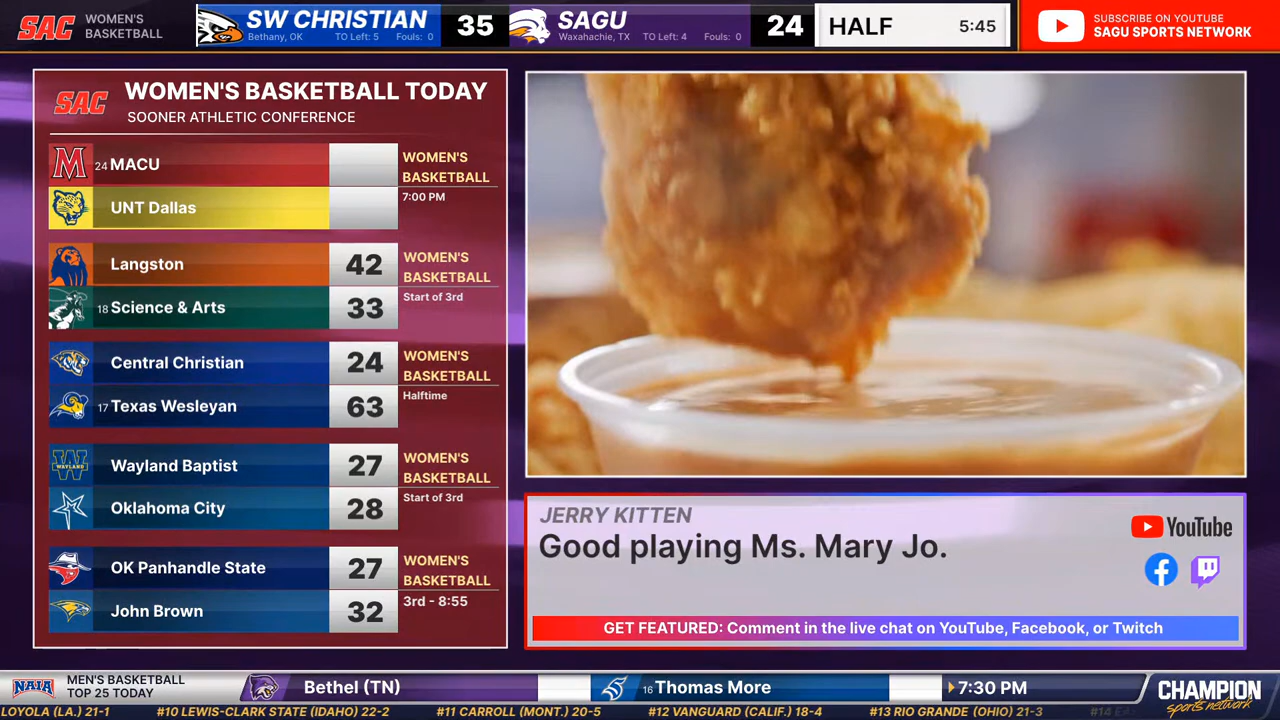 SAC WOMEN'S
BASKETBALL
SW CHRISTIAN
Bethany, OK TO Left: 5 Fouls: 0
35
SAGU
Waxahachie, TX TO Left: 4 Fouls: 0
24
HALF 5:45
SUBSCRIBE ON YOUTUBE
SAGU SPORTS NETWORK
SAC WOMEN'S BASKETBALL TODAY
SOONER ATHLETIC CONFERENCE
M 24 MACU
UNT Dallas
WOMEN'S
BASKETBALL
7:00 PM
Langston 42
18 Science & Arts 33
WOMEN'S
BASKETBALL
Start of 3rd
Central Christian 24
17 Texas Wesleyan 63
WOMEN'S
BASKETBALL
Halftime
W WAYLAND Wayland Baptist 27
Oklahoma City 28
WOMEN'S
BASKETBALL
Start of 3rd
OK Panhandle State 27
John Brown 32
WOMEN'S
BASKETBALL
3rd - 8:55
JERRY KITTEN
Good playing Ms. Mary Jo.
YouTube
GET FEATURED: Comment in the live chat on YouTube, Facebook, or Twitch
NAIA MEN'S BASKETBALL
TOP 25 TODAY
Bethel (TN)
16 Thomas More
7:30 PM
CHAMPION
sports network
LOYOLA (LA.) 21-1 #10 LEWIS-CLARK STATE (IDAHO) 22-2 #11 CARROLL (MONT.) 20-5 #12 VANGUARD (CALIF.) 18-4 #13 RIO GRANDE (OHIO) 21-3 #14